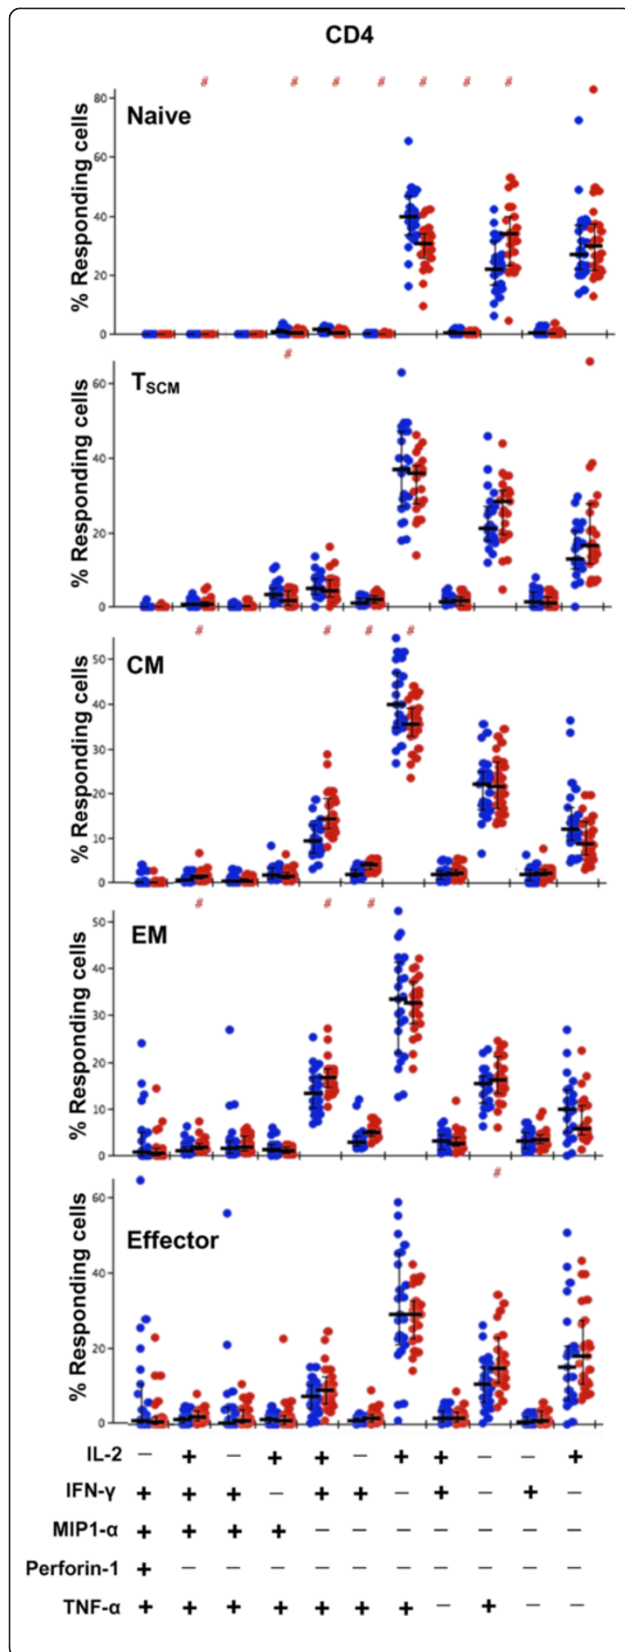 CD4
# # # # # # #
80
Naive
60
40
20
0
% Responding cells
#
60
TSCM
40
20
0
% Responding cells
# # # #
50
CM
40
30
20
10
0
% Responding cells
# # #
50
EM
40
30
20
10
0
% Responding cells
#
60
Effector
40
20
0
% Responding cells
IL-2 – + – + + – + + – – +
IFN-γ + + + – + + – + – + –
MIP1-α + + + + – – – – – – –
Perforin-1 + – – – – – – – – – –
TNF-α + + + + + + + – + – –